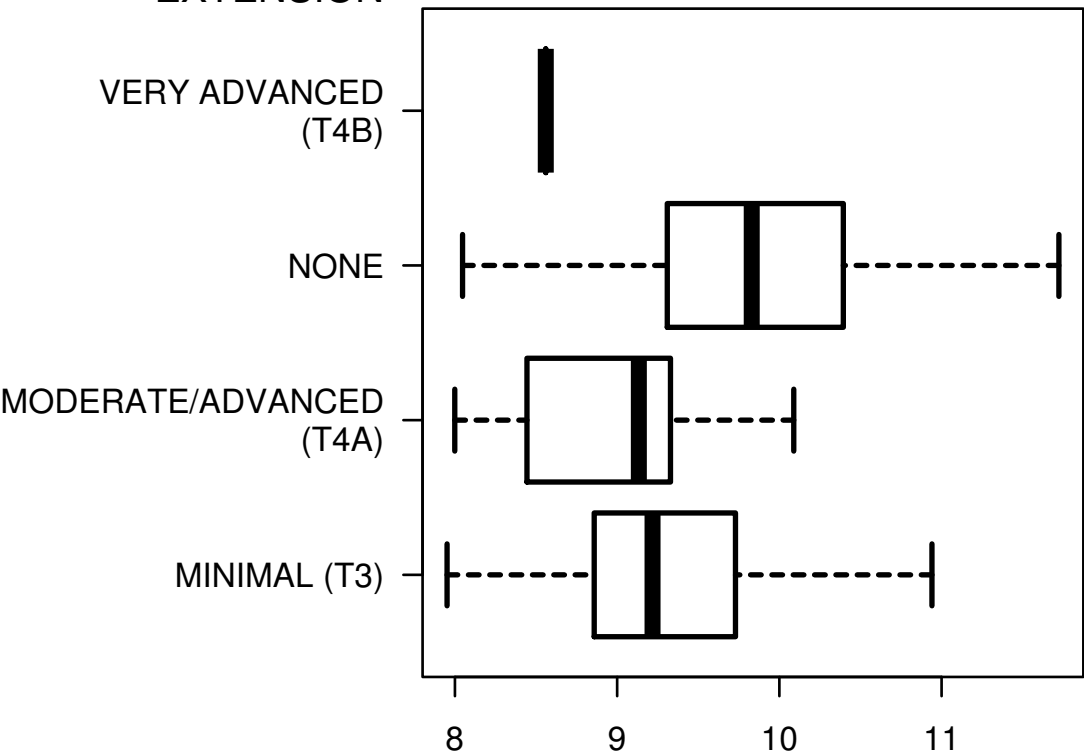 EXTENSION
VERY ADVANCED
(T4B)
NONE
MODERATE/ADVANCED
(T4A)
MINIMAL (T3)
8 9 10 11